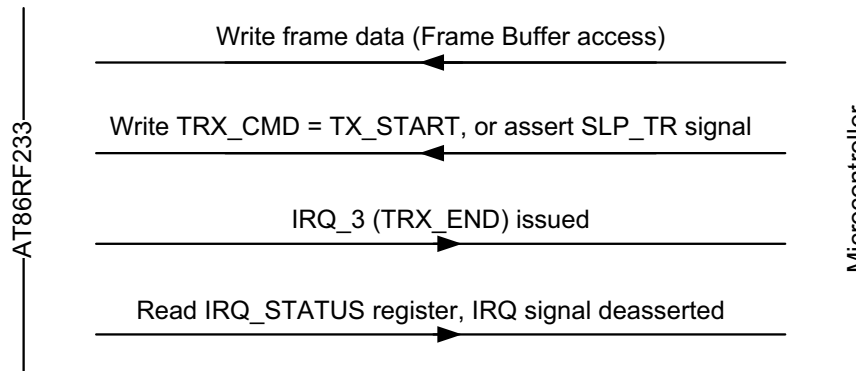 Write frame data (Frame Buffer access)
Write TRX_CMD = TX_START, or assert SLP_TR signal
AT86RF233
IRQ_3 (TRX_END) issued
Read IRQ_STATUS register, IRQ signal deasserted
Microcontroller